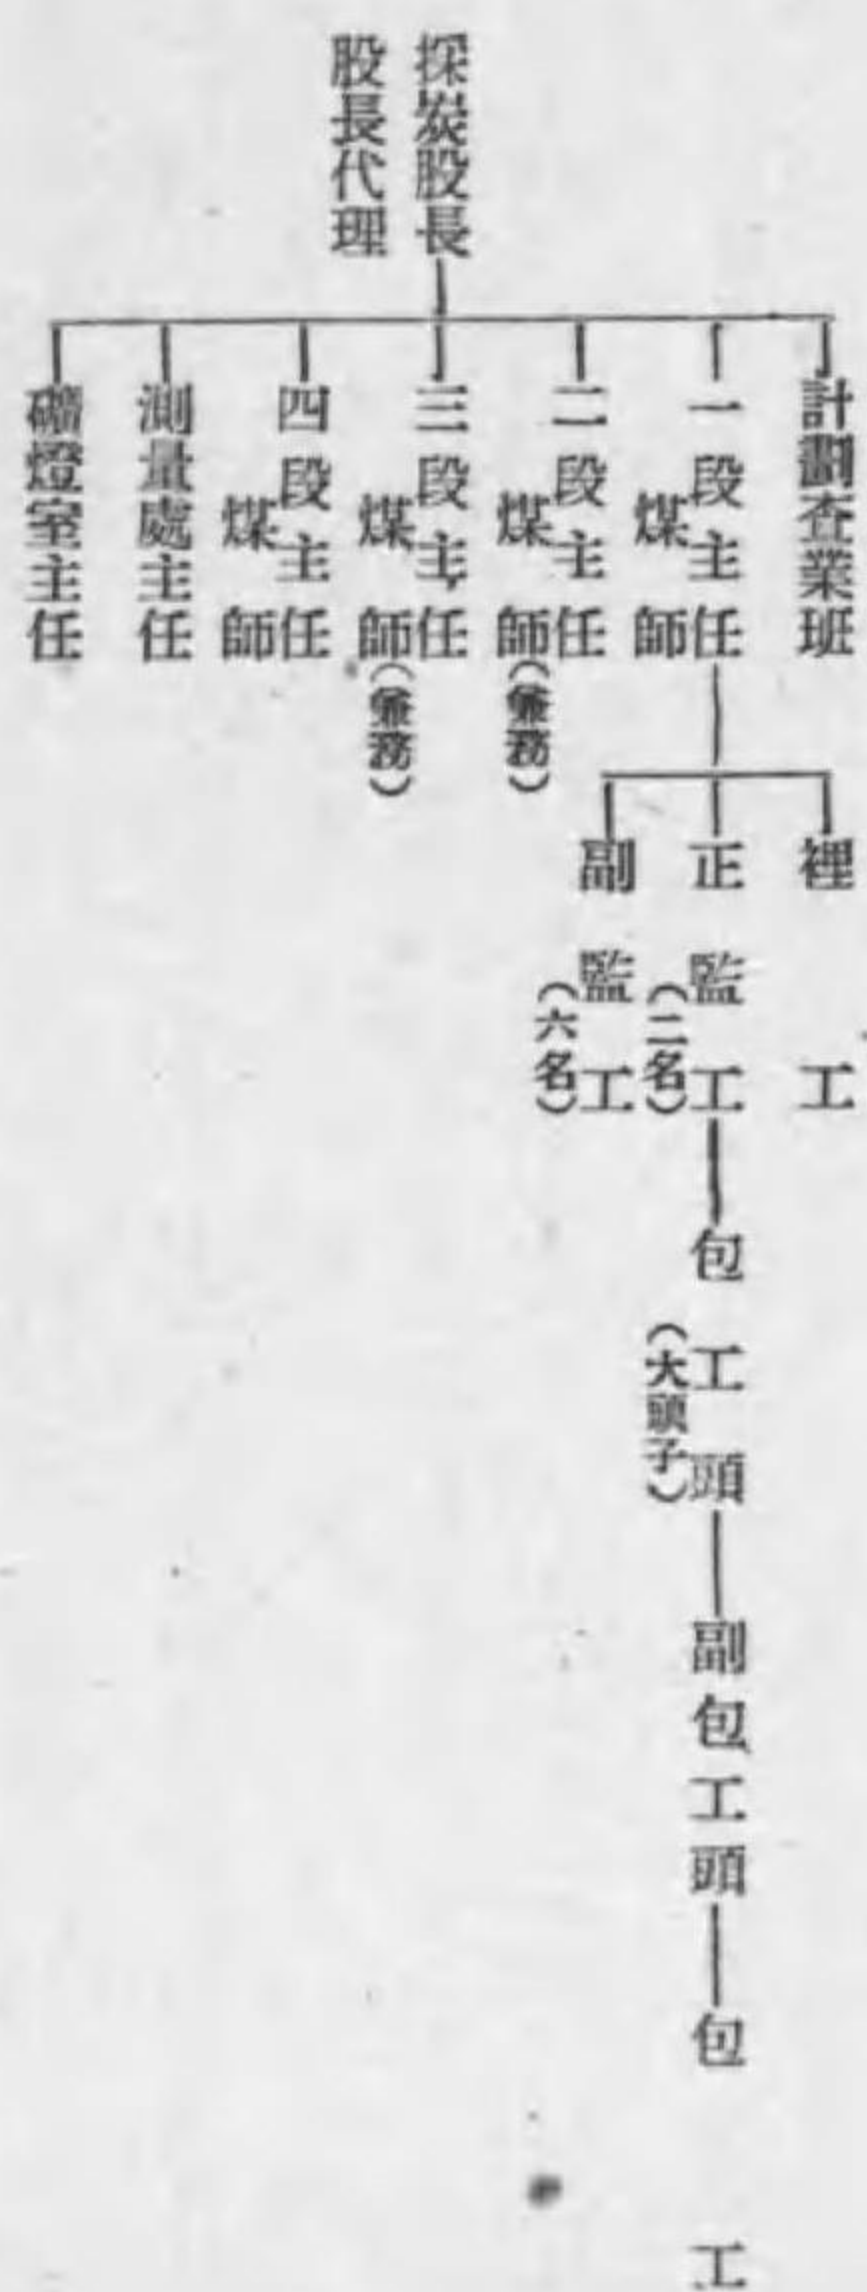 採炭股長
股長代理
計劃査業班
一段主任
煤師
二段主任
煤師（兼務）
三段主任
煤師（兼務）
四段主任
煤師
測量處主任
礦燈室主任
裡工
正監工
（二名）
副監工
（六名）
包工頭
（大頭子）
副包工頭
包工